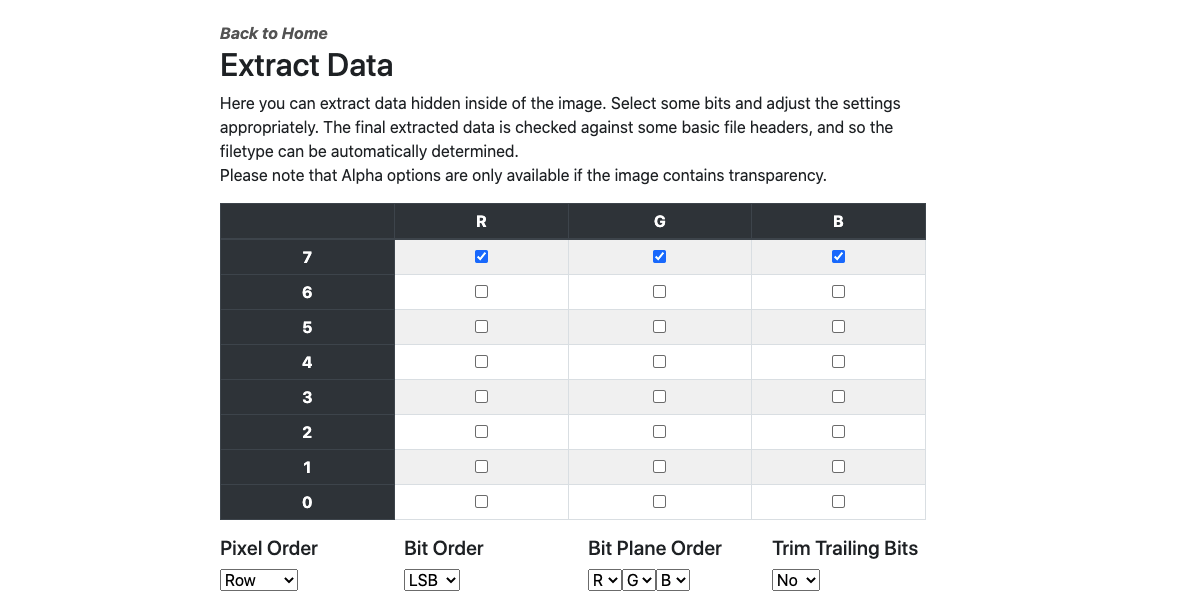 Back to Home
Extract Data
Here you can extract data hidden inside of the image. Select some bits and adjust the settings
appropriately. The final extracted data is checked against some basic file headers, and so the
filetype can be automatically determined.
Please note that Alpha options are only available if the image contains transparency.
R G B
7
6
5
4
3
2
1
0
Pixel Order Bit Order Bit Plane Order Trim Trailing Bits
Row LSB R G B No